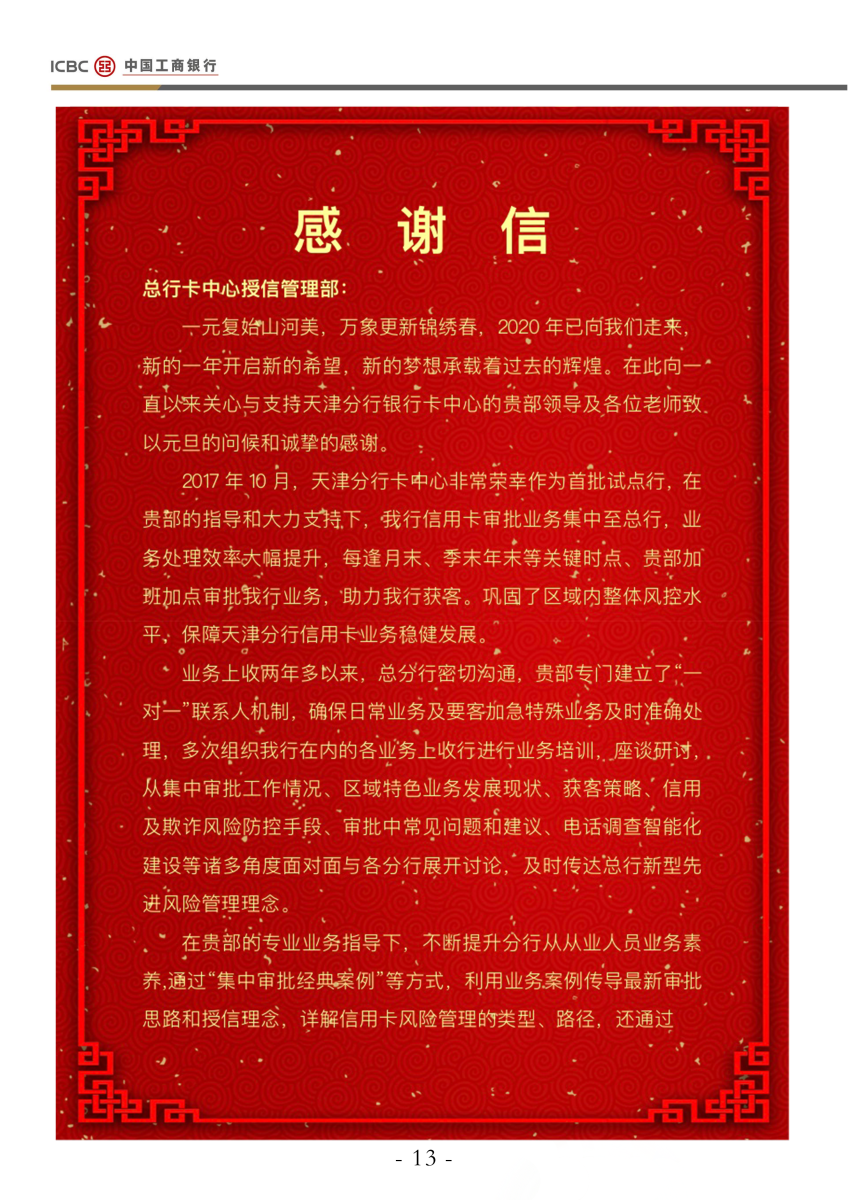 ICBC 中国工商银行
感谢信
总行卡中心授信管理部：
一元复始山河美，万象更新锦绣春，2020 年已向我们走来，
新的一年开启新的希望，新的梦想承载着过去的辉煌。在此向一
直以来关心与支持天津分行银行卡中心的贵部领导及各位老师致
以元旦的问候和诚挚的感谢。
2017 年 10 月，天津分行卡中心非常荣幸作为首批试点行，在
贵部的指导和大力支持下，我行信用卡审批业务集中至总行，业
务处理效率大幅提升，每逢月末、季末年末等关键时点、贵部加
班加点审批我行业务，助力我行获客。巩固了区域内整体风控水
平，保障天津分行信用卡业务稳健发展。
业务上收两年多以来，总分行密切沟通，贵部专门建立了“一
对一”联系人机制，确保日常业务及要客加急特殊业务及时准确处
理，多次组织我行在内的各业务上收行进行业务培训，座谈研讨，
从集中审批工作情况、区域特色业务发展现状、获客策略、信用
及欺诈风险防控手段、审批中常见问题和建议、电话调查智能化
建设等诸多角度面对面与各分行展开讨论，及时传达总行新型先
进风险管理理念。
在贵部的专业业务指导下，不断提升分行从从业人员业务素
养,通过“集中审批经典案例”等方式，利用业务案例传导最新审批
思路和授信理念，详解信用卡风险管理的类型、路径，还通过
- 13 -